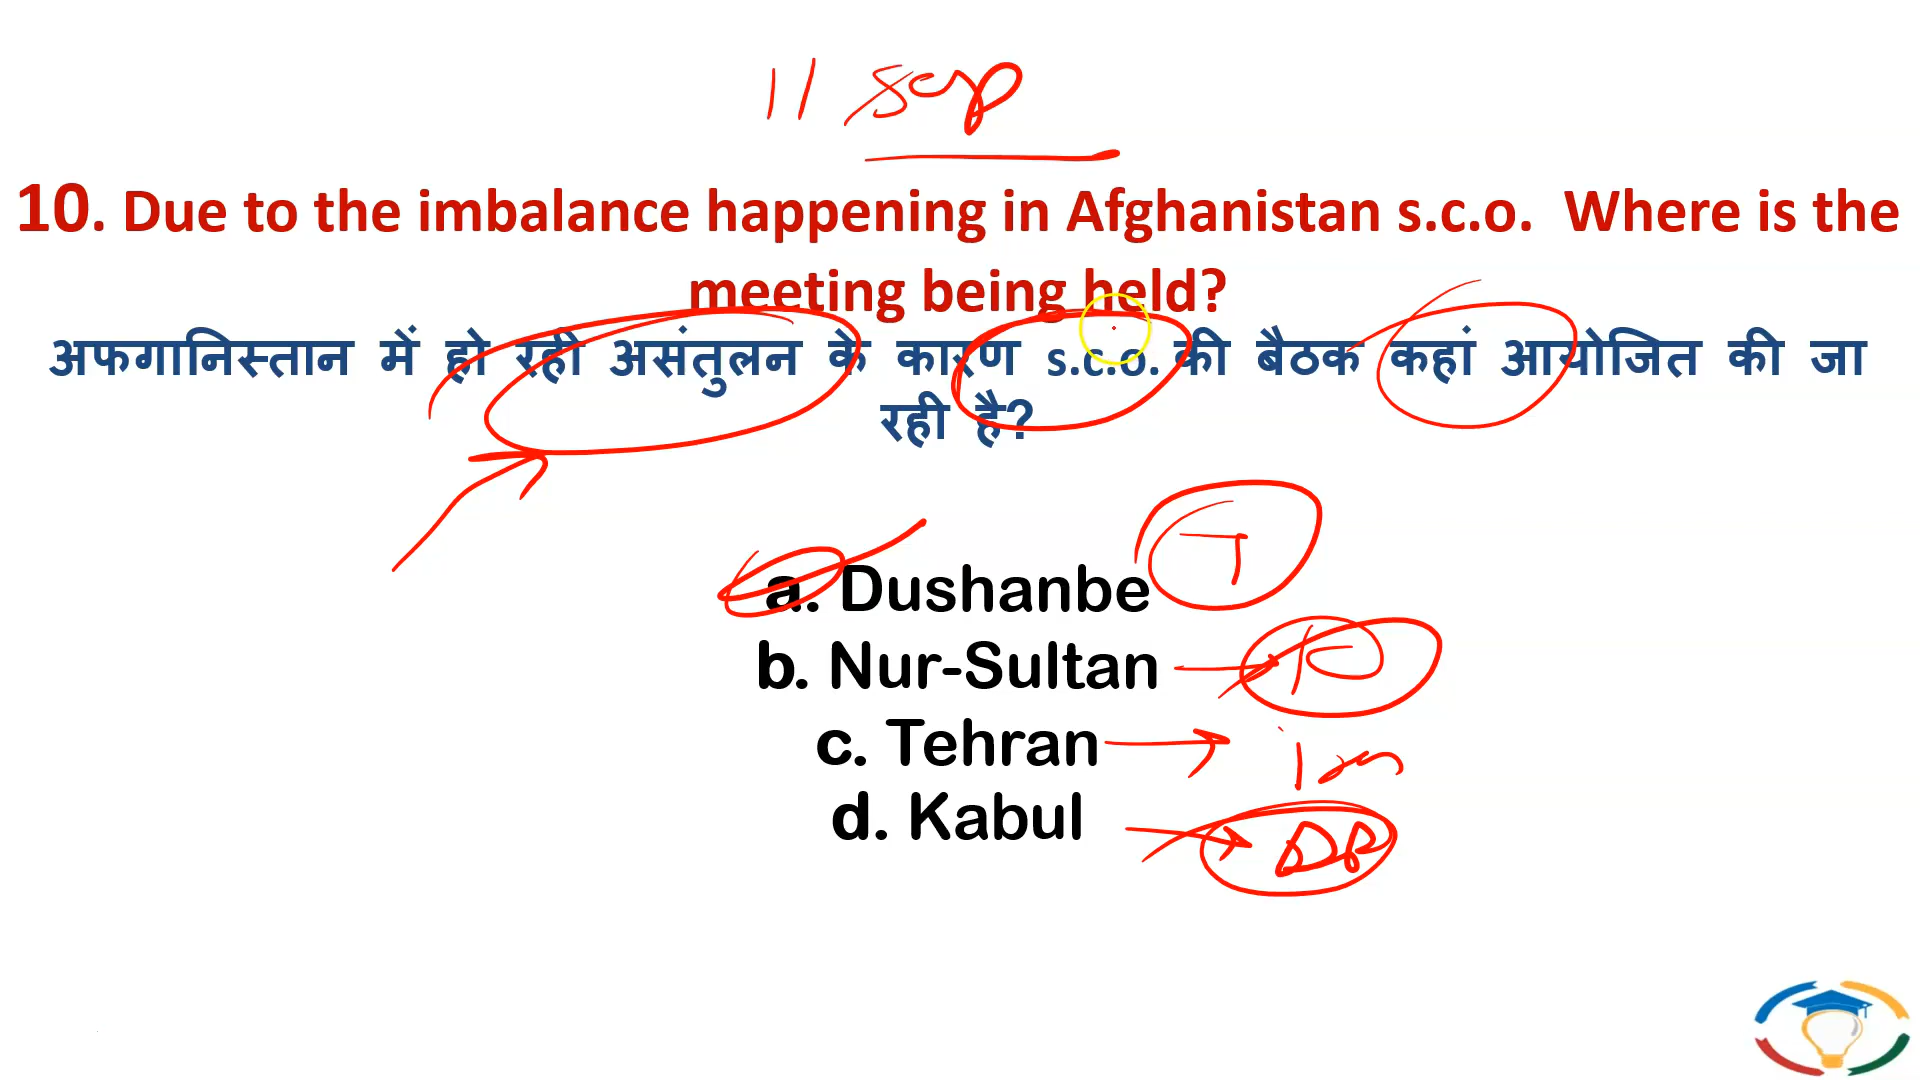 11 sep
10. Due to the imbalance happening in Afghanistan s.c.o. Where is the
meeting being held?
अफगानिस्तान में हो रही असंतुलन के कारण s.c.o. की बैठक कहां आयोजित की जा
रही है?
a. Dushanbe T
b. Nur-Sultan K
c. Tehran
d. Kabul